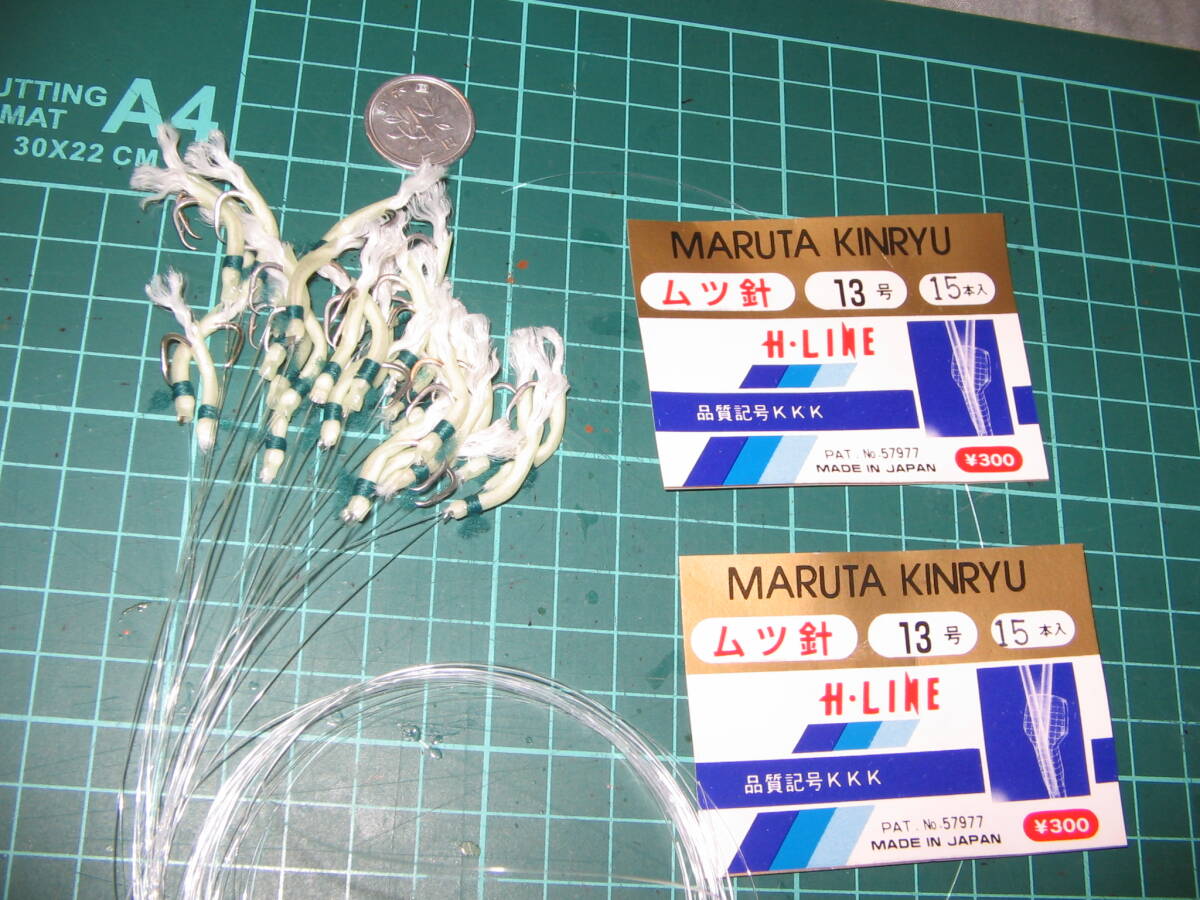 UTTING
MAT
A4
30X22 CM
MARUTA KINRYU
ムツ針
13号
15本入
H・LINE
品質記号KKK
PAT. No.57977
MADE IN JAPAN
¥300
MARUTA KINRYU
ムツ針
13号
15本入
H・LINE
品質記号KKK
PAT. No.57977
MADE IN JAPAN
¥300